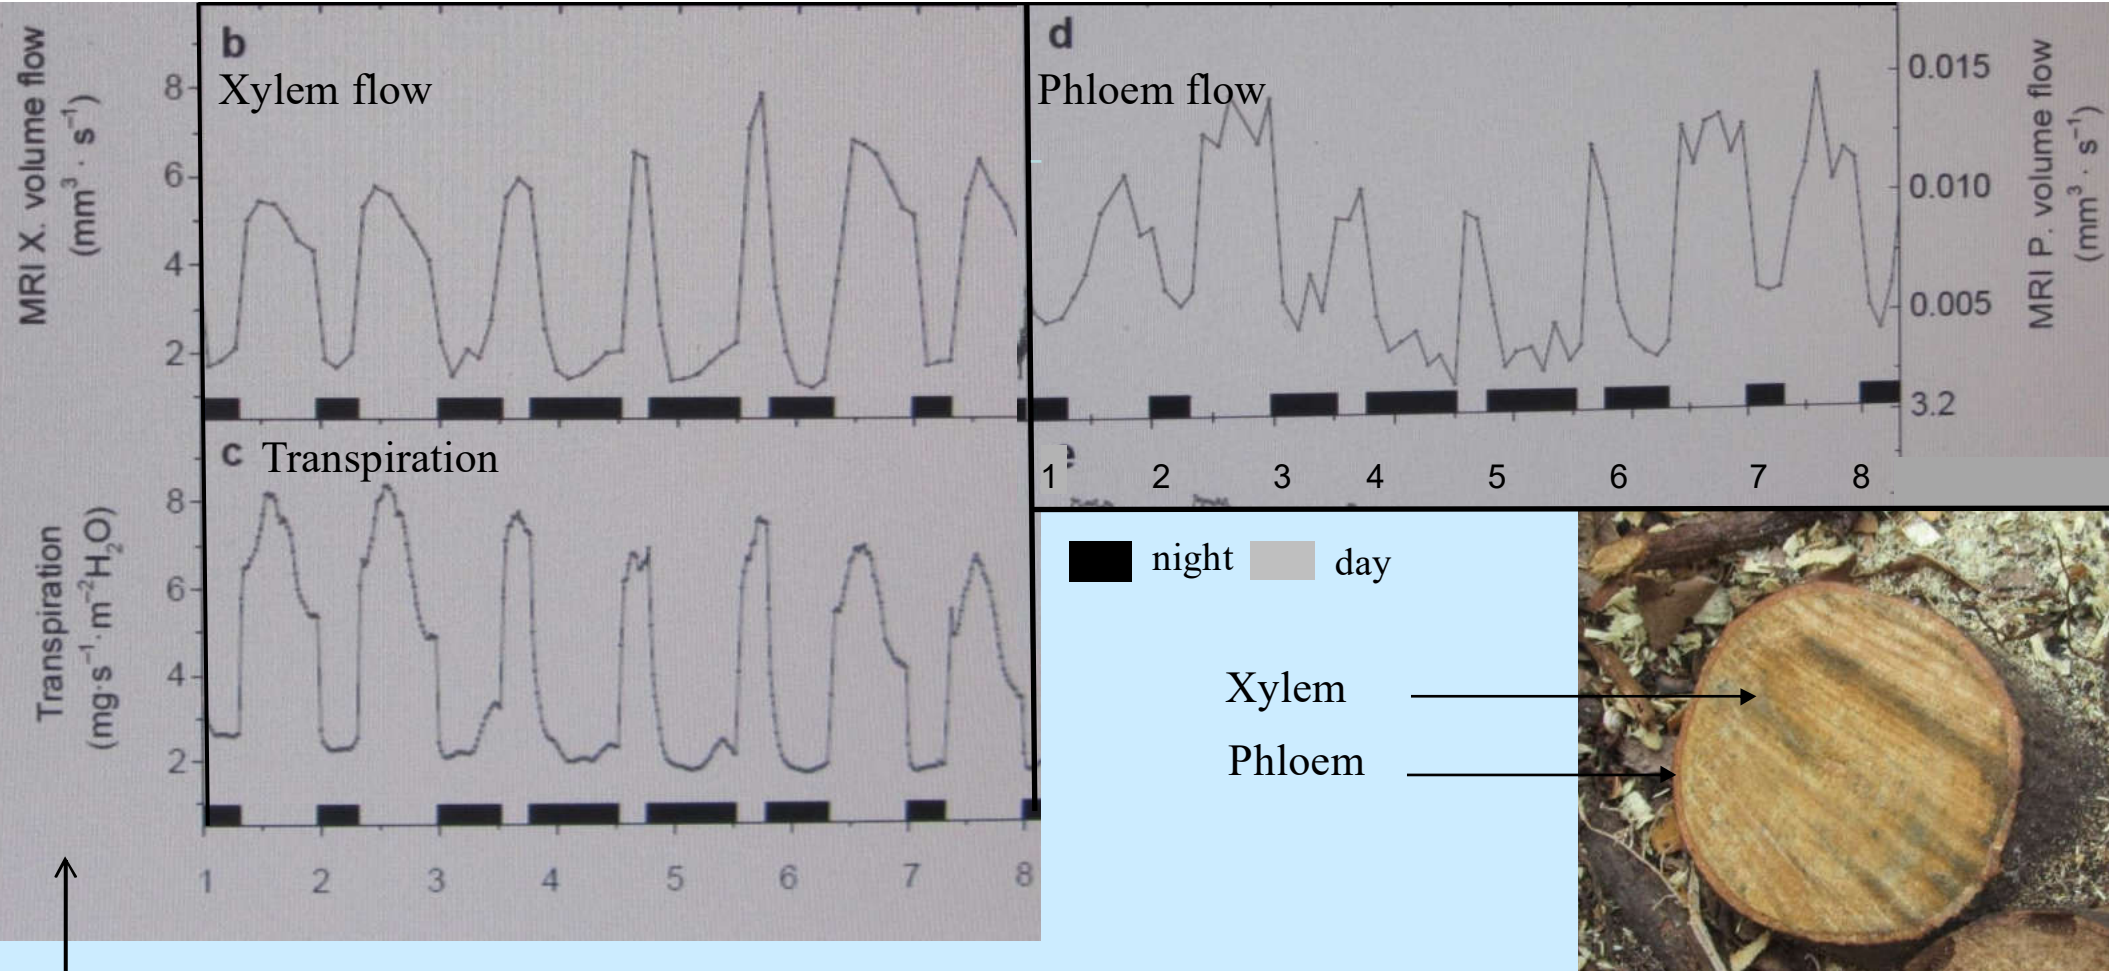 MRI X. volume flow
(mm³ · s⁻¹)
b
Xylem flow
8
6
4
2
d
Phloem flow
0.015
0.010
0.005
3.2
MRI P. volume flow
(mm³ · s⁻¹)
Transpiration
(mg·s⁻¹·m⁻²H₂O)
c Transpiration
8
6
4
2
1 2 3 4 5 6 7 8
e
1 2 3 4 5 6 7 8
night day
Xylem
Phloem